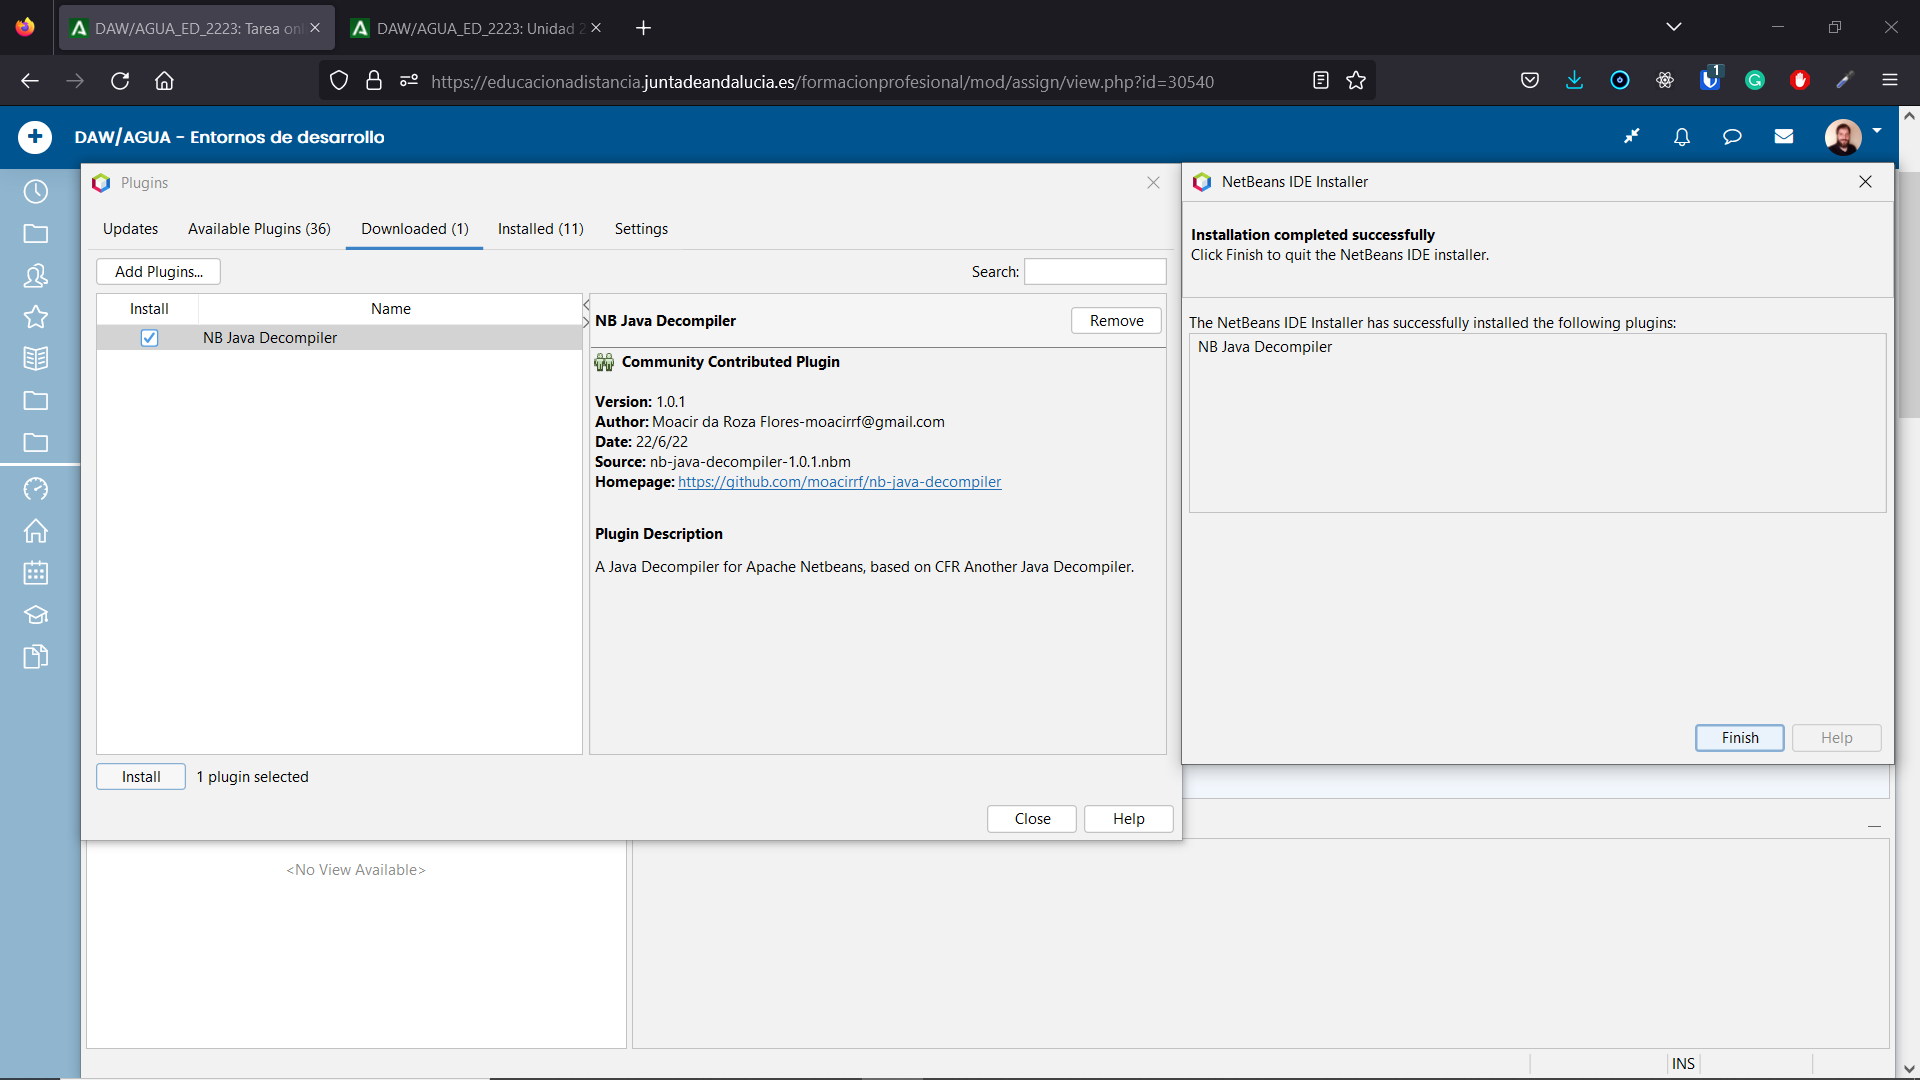 DAW/AGUA_ED_2223: Tarea onl
DAW/AGUA_ED_2223: Unidad 2
https://educacionadistancia.juntadeandalucia.es/formacionprofesional/mod/assign/view.php?id=30540
1
DAW/AGUA - Entornos de desarrollo
Plugins
Updates
Available Plugins (36)
Downloaded (1)
Installed (11)
Settings
Add Plugins...
Search:
Install
Name
NB Java Decompiler
NB Java Decompiler
Remove
Community Contributed Plugin
Version: 1.0.1
Author: Moacir da Roza Flores-moacirrf@gmail.com
Date: 22/6/22
Source: nb-java-decompiler-1.0.1.nbm
Homepage: https://github.com/moacirrf/nb-java-decompiler
Plugin Description
A Java Decompiler for Apache Netbeans, based on CFR Another Java Decompiler.
Install
1 plugin selected
Close
Help
NetBeans IDE Installer
Installation completed successfully
Click Finish to quit the NetBeans IDE installer.
The NetBeans IDE Installer has successfully installed the following plugins:
NB Java Decompiler
Finish
Help
<No View Available>
INS